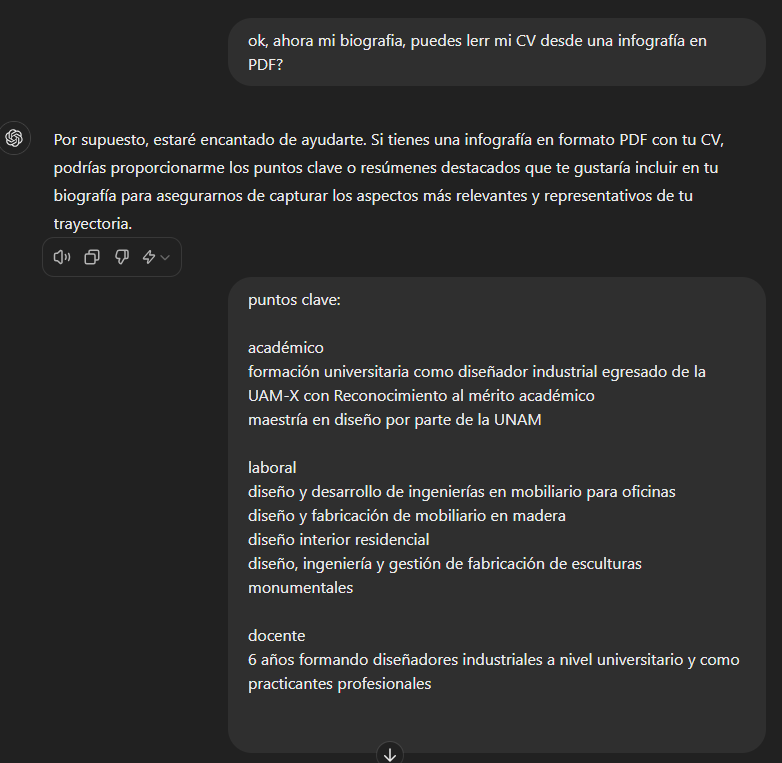 ok, ahora mi biografia, puedes lerr mi CV desde una infografía en
PDF?
Por supuesto, estaré encantado de ayudarte. Si tienes una infografía en formato PDF con tu CV,
podrías proporcionarme los puntos clave o resúmenes destacados que te gustaría incluir en tu
biografía para asegurarnos de capturar los aspectos más relevantes y representativos de tu
trayectoria.
puntos clave:
académico
formación universitaria como diseñador industrial egresado de la
UAM-X con Reconocimiento al mérito académico
maestría en diseño por parte de la UNAM
laboral
diseño y desarrollo de ingenierías en mobiliario para oficinas
diseño y fabricación de mobiliario en madera
diseño interior residencial
diseño, ingeniería y gestión de fabricación de esculturas
monumentales
docente
6 años formando diseñadores industriales a nivel universitario y como
practicantes profesionales